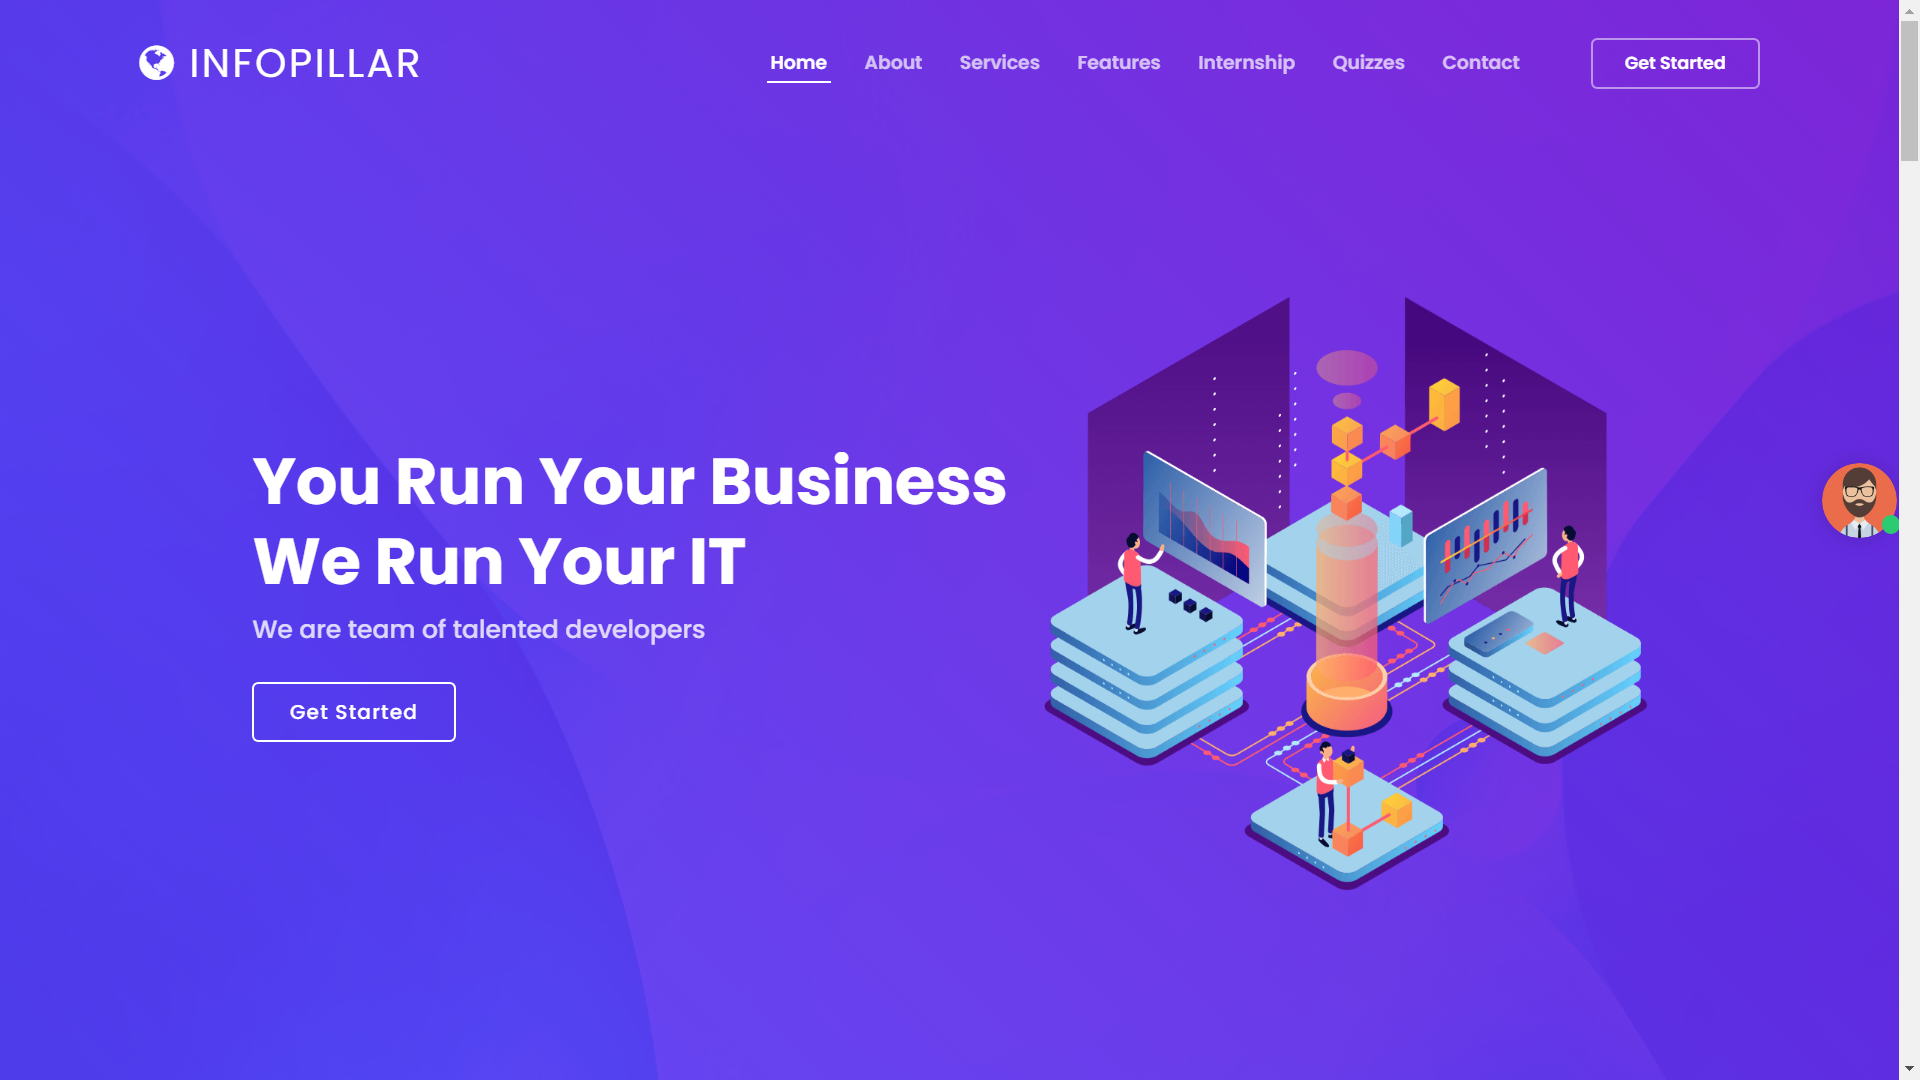 INFOPILLAR
Home About Services Features Internship Quizzes Contact Get Started
You Run Your Business
We Run Your IT
We are team of talented developers
Get Started